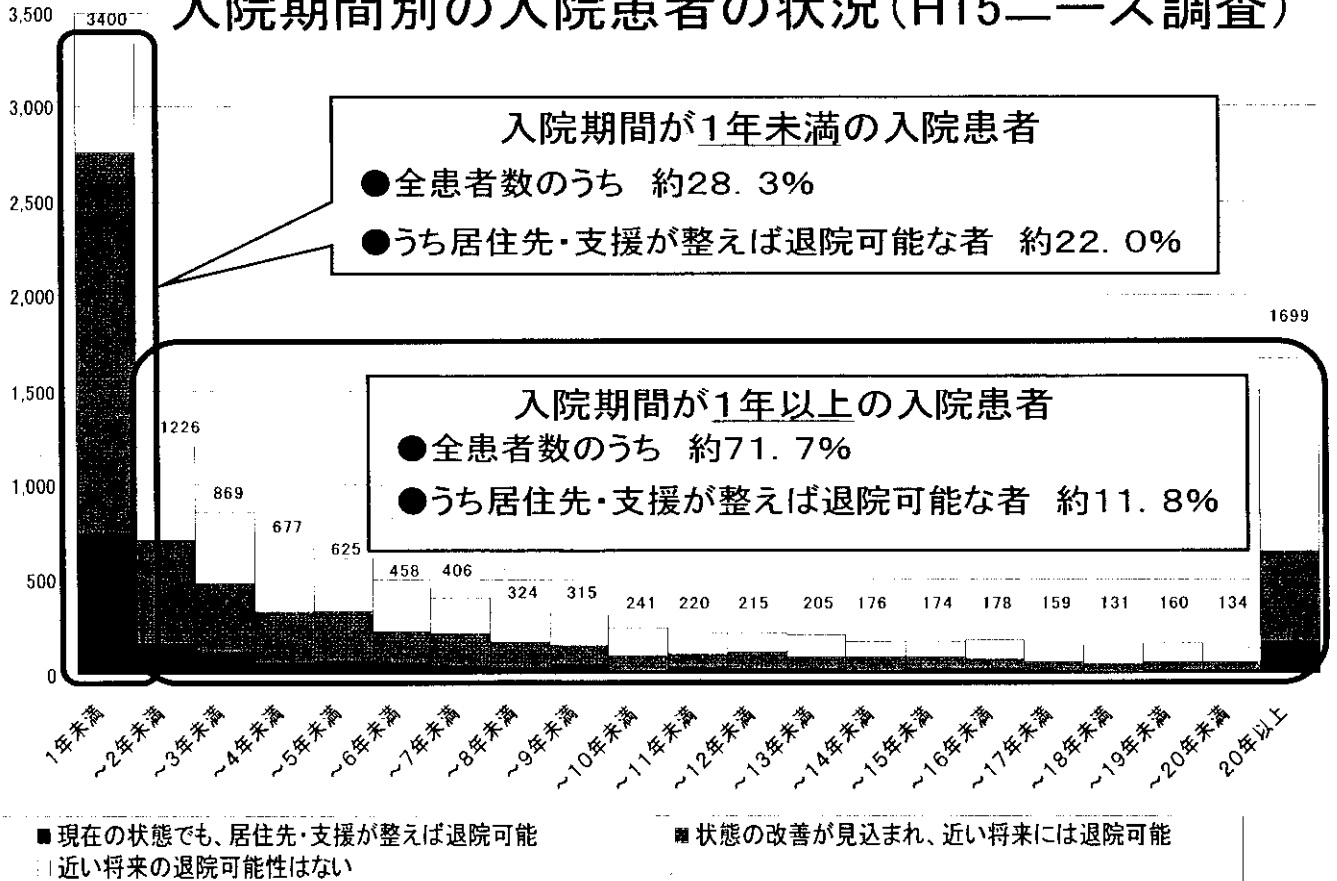 入院期間別の入院患者の状況(H15ニーズ調査)
3,500
3,000
2,500
2,000
1,500
1,000
500
0
3400
1226
869
677
625
458
406
324
315
241
220
215
205
176
174
178
159
131
160
134
1699
入院期間が1年未満の入院患者
●全患者数のうち 約28.3%
●うち居住先・支援が整えば退院可能な者 約22.0%
入院期間が1年以上の入院患者
●全患者数のうち 約71.7%
●うち居住先・支援が整えば退院可能な者 約11.8%
1年未満
~2年未満
~3年未満
~4年未満
~5年未満
~6年未満
~7年未満
~8年未満
~9年未満
~10年未満
~11年未満
~12年未満
~13年未満
~14年未満
~15年未満
~16年未満
~17年未満
~18年未満
~19年未満
~20年未満
20年以上
■現在の状態でも、居住先・支援が整えば退院可能
■状態の改善が見込まれ、近い将来には退院可能
□近い将来の退院可能性はない